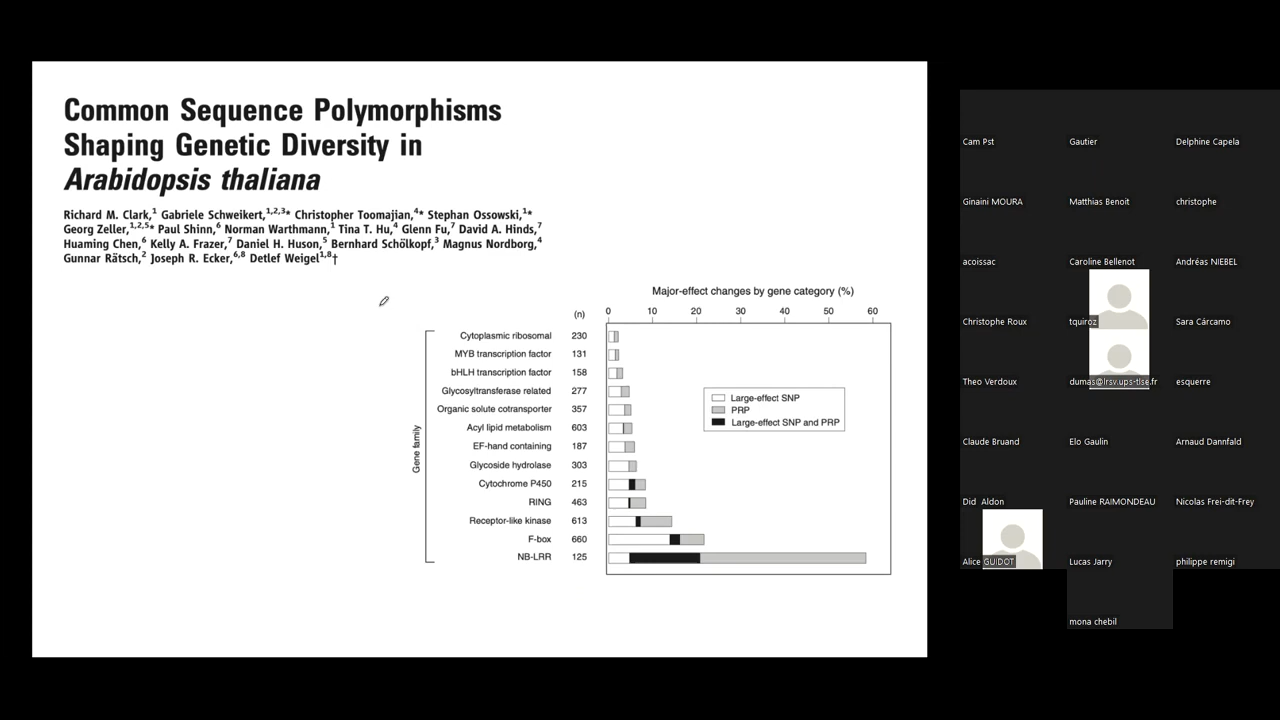 Common Sequence Polymorphisms
Shaping Genetic Diversity in
Arabidopsis thaliana
Richard M. Clark,¹ Gabriele Schweikert,¹,²,³* Christopher Toomajian,⁴* Stephan Ossowski,¹*
Georg Zeller,¹,²,⁵* Paul Shinn,⁶ Norman Warthmann,¹ Tina T. Hu,⁴ Glenn Fu,⁷ David A. Hinds,⁷
Huaming Chen,⁶ Kelly A. Frazer,⁷ Daniel H. Huson,⁵ Bernhard Schölkopf,³ Magnus Nordborg,⁴
Gunnar Rätsch,² Joseph R. Ecker,⁶,⁸ Detlef Weigel¹,⁸†
Major-effect changes by gene category (%)
(n) 0 10 20 30 40 50 60
Gene family
Cytoplasmic ribosomal 230
MYB transcription factor 131
bHLH transcription factor 158
Glycosyltransferase related 277
Organic solute cotransporter 357
Acyl lipid metabolism 603
EF-hand containing 187
Glycoside hydrolase 303
Cytochrome P450 215
RING 463
Receptor-like kinase 613
F-box 660
NB-LRR 125
Large-effect SNP
PRP
Large-effect SNP and PRP
Cam Pst Gautier Delphine Capela
Ginaini MOURA Matthias Benoit christophe
acoissac Caroline Bellenot Andréas NIEBEL
Christophe Roux tquiroz Sara Cárcamo
Theo Verdoux dumas@lrsv.ups-tlse.fr esquerre
Claude Bruand Elo Gaulin Arnaud Dannfald
Did Aldon Pauline RAIMONDEAU Nicolas Frei-dit-Frey
Alice GUIDOT Lucas Jarry philippe remigi
mona chebil